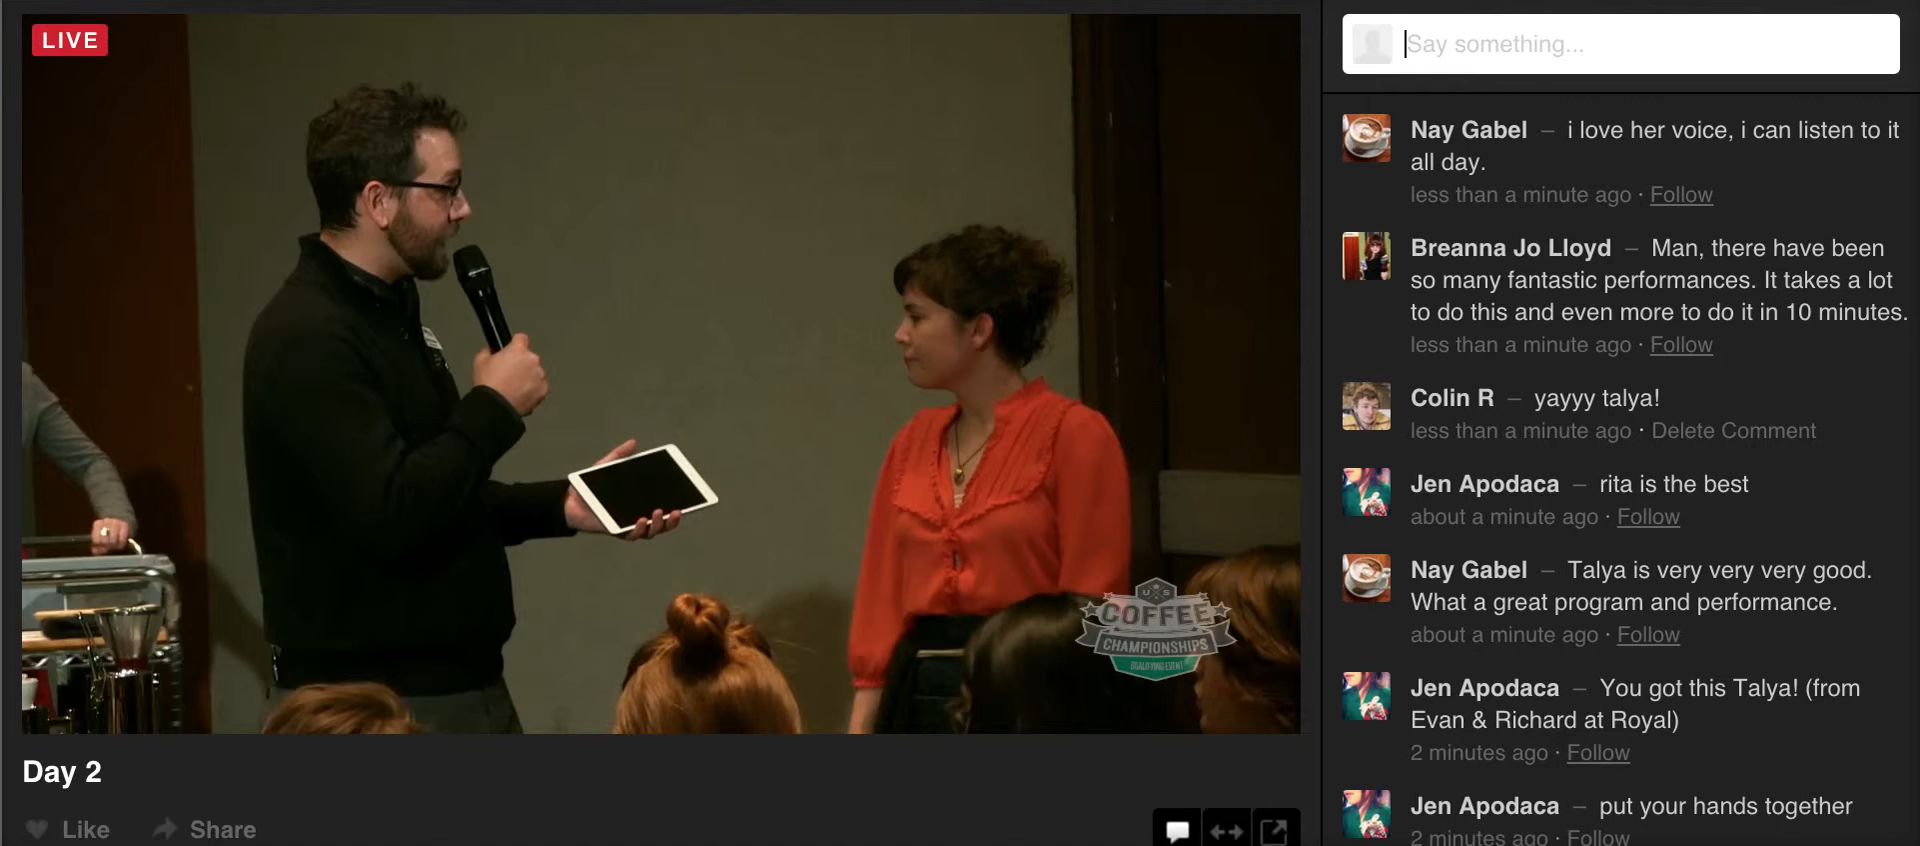 LIVE
U S
COFFEE
CHAMPIONSHIPS
QUALIFYING EVENT
Day 2
Like Share
Say something...
Nay Gabel – i love her voice, i can listen to it
all day.
less than a minute ago · Follow
Breanna Jo Lloyd – Man, there have been
so many fantastic performances. It takes a lot
to do this and even more to do it in 10 minutes.
less than a minute ago · Follow
Colin R – yayyy talya!
less than a minute ago · Delete Comment
Jen Apodaca – rita is the best
about a minute ago · Follow
Nay Gabel – Talya is very very very good.
What a great program and performance.
about a minute ago · Follow
Jen Apodaca – You got this Talya! (from
Evan & Richard at Royal)
2 minutes ago · Follow
Jen Apodaca – put your hands together
2 minutes ago · Follow